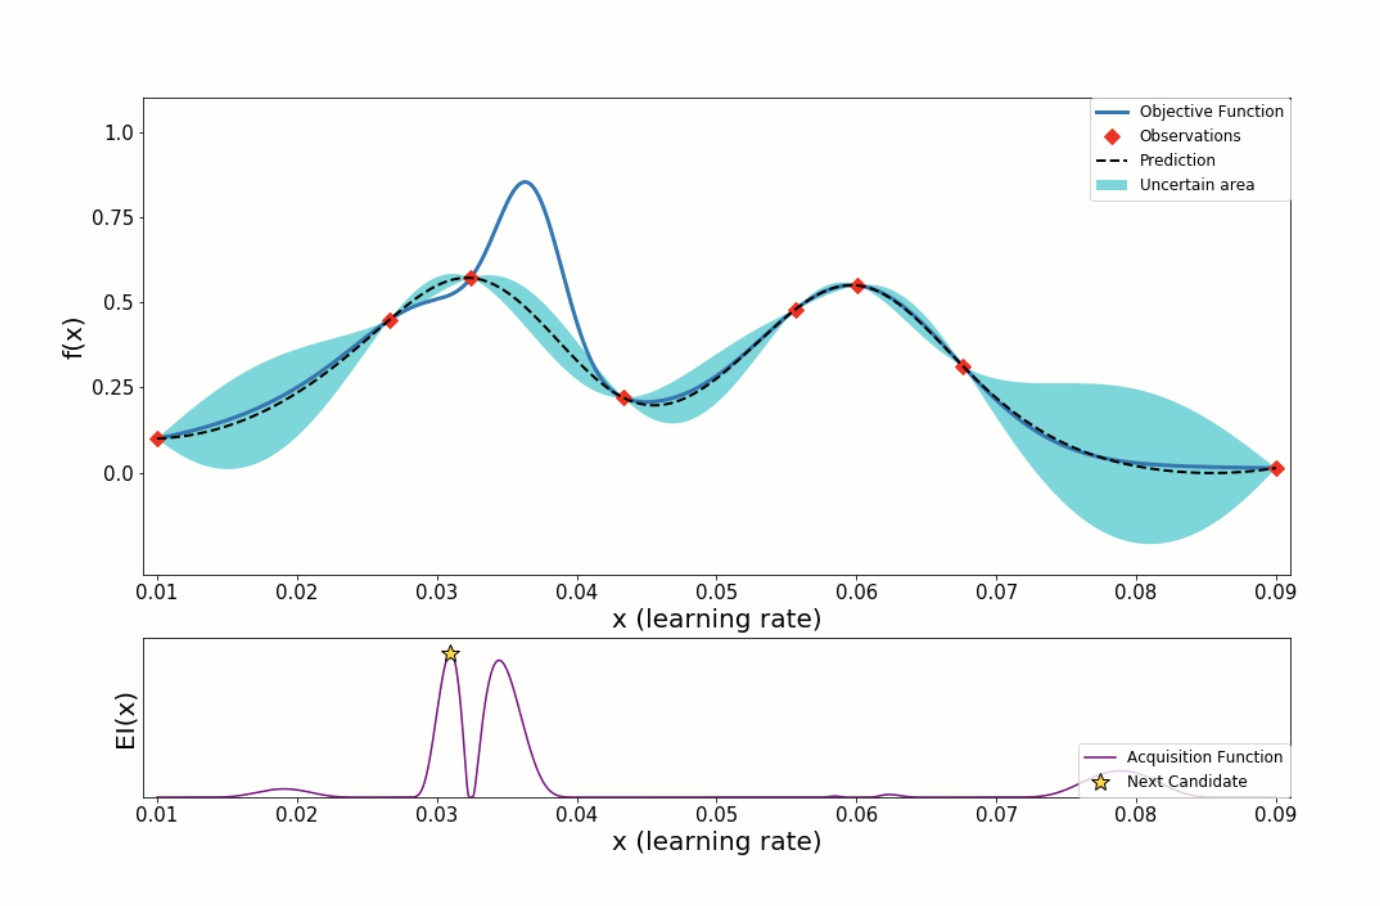 Objective Function
Observations
Prediction
Uncertain area
1.0
0.75
0.5
0.25
0.0
f(x)
0.01 0.02 0.03 0.04 0.05 0.06 0.07 0.08 0.09
x (learning rate)
EI(x)
Acquisition Function
Next Candidate
0.01 0.02 0.03 0.04 0.05 0.06 0.07 0.08 0.09
x (learning rate)